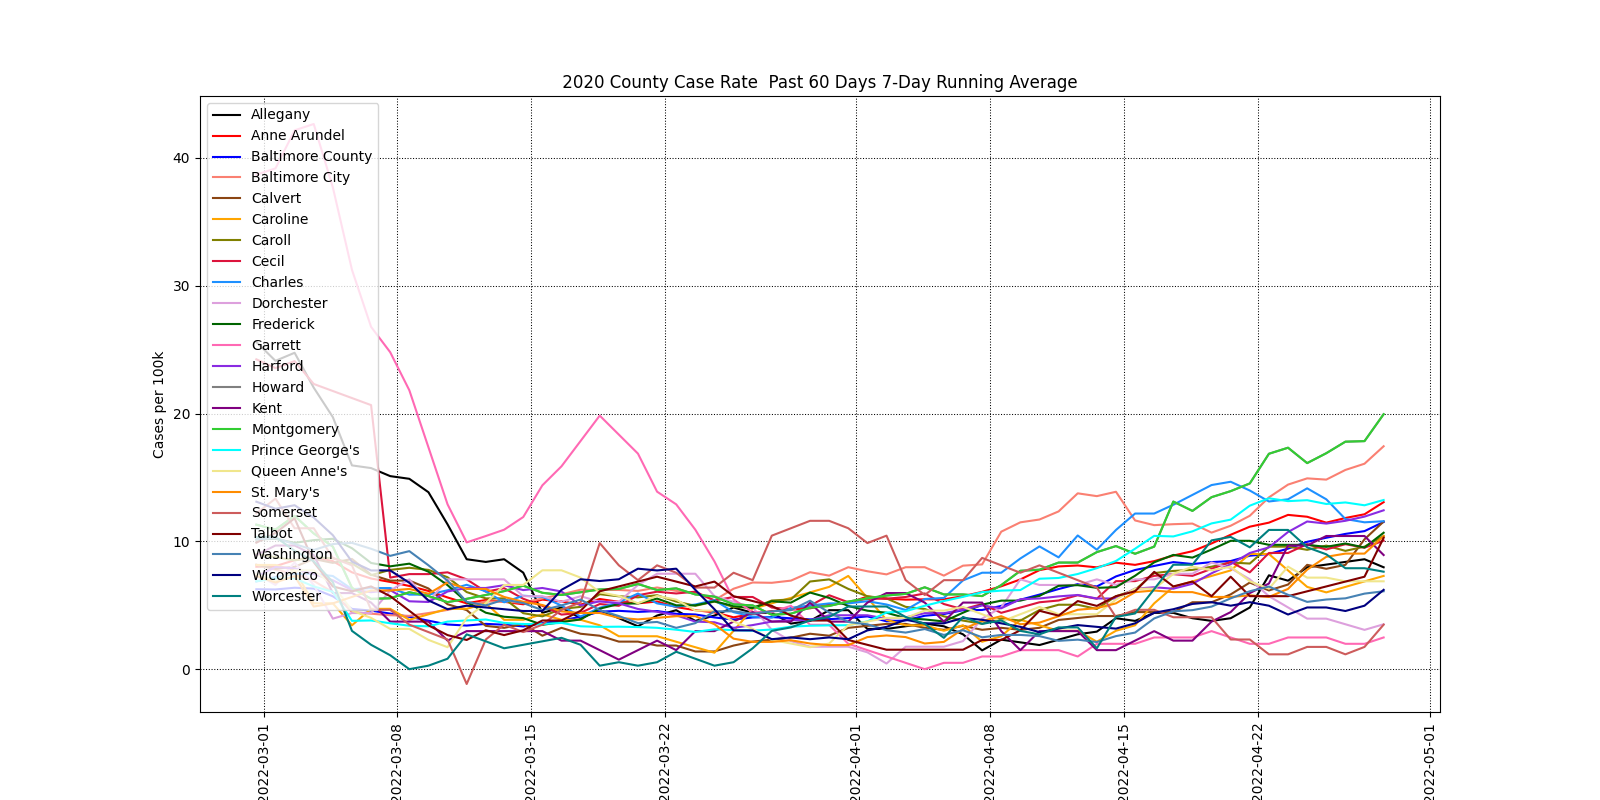 2020 County Case Rate  Past 60 Days 7-Day Running Average
Cases per 100k
40
30
20
10
0
Allegany
Anne Arundel
Baltimore County
Baltimore City
Calvert
Caroline
Caroll
Cecil
Charles
Dorchester
Frederick
Garrett
Harford
Howard
Kent
Montgomery
Prince George's
Queen Anne's
St. Mary's
Somerset
Talbot
Washington
Wicomico
Worcester
2022-03-01
2022-03-08
2022-03-15
2022-03-22
2022-04-01
2022-04-08
2022-04-15
2022-04-22
2022-05-01